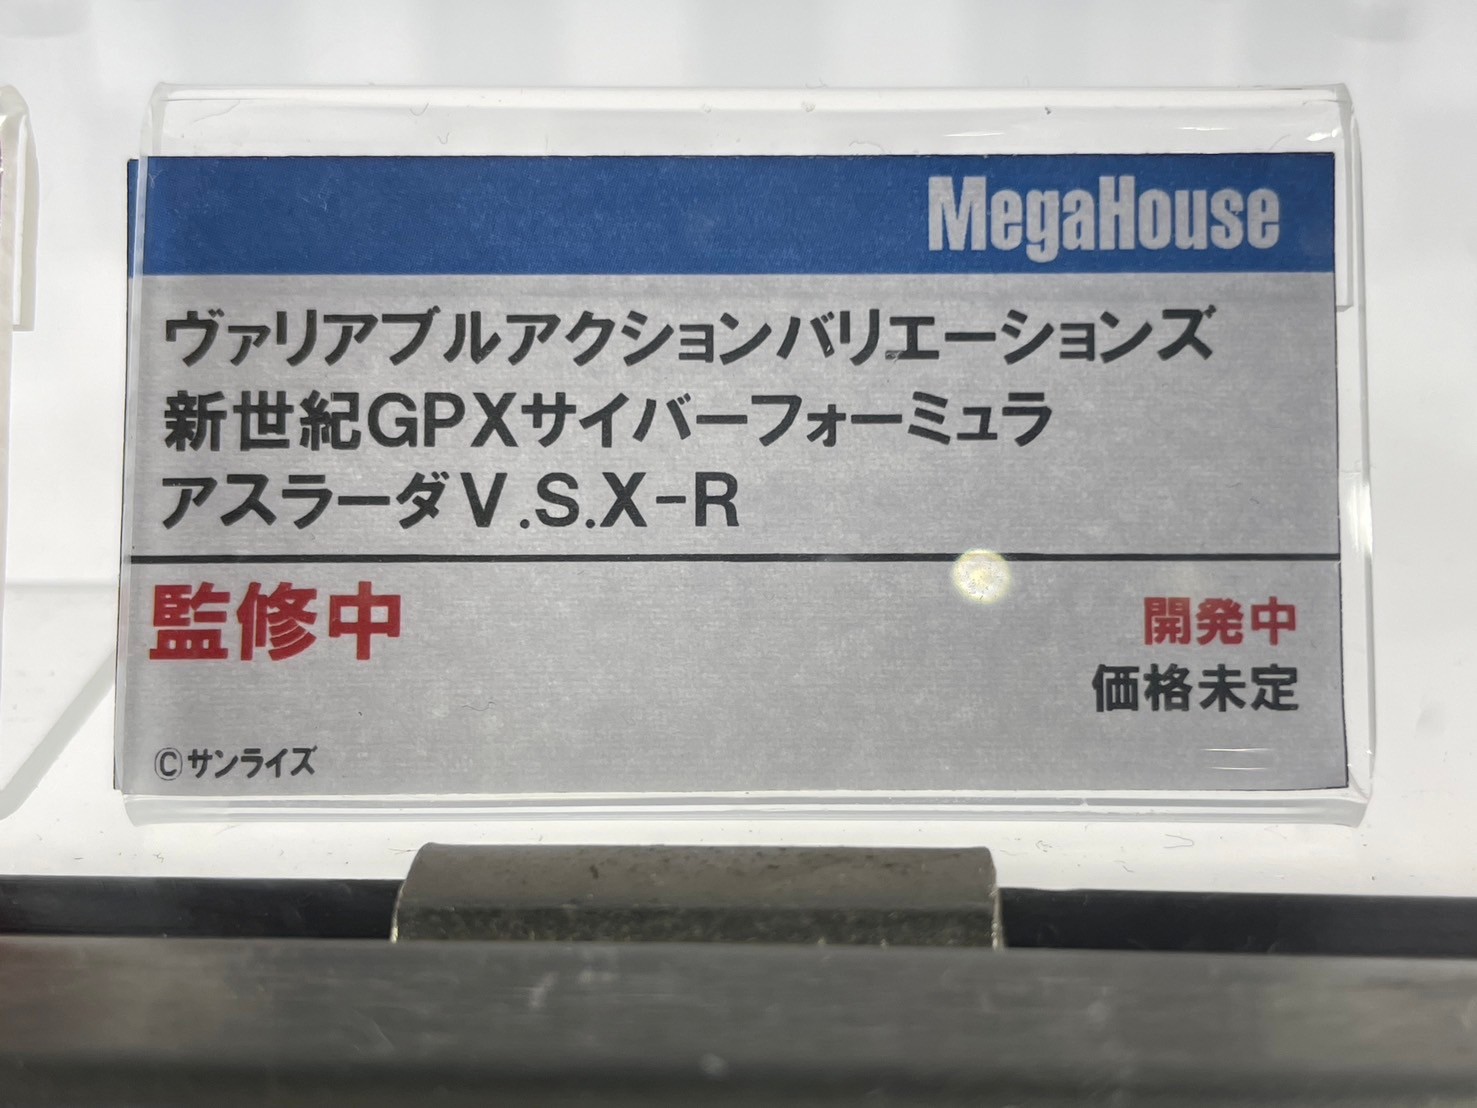 MegaHouse
ヴァリアブルアクションバリエーションズ
新世紀GPXサイバーフォーミュラ
アスラーダV.S.X-R
監修中
開発中
価格未定
©サンライズ